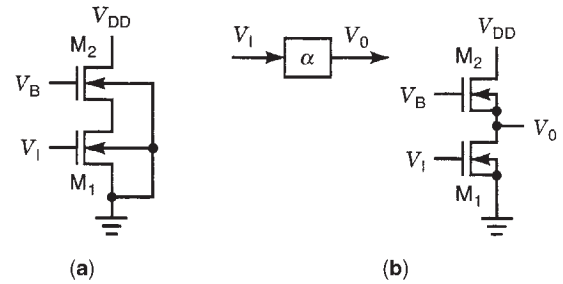 V_DD
M_2
V_B
V_I
M_1
(a)
V_I α V_0
V_DD
M_2
V_B
V_0
V_I
M_1
(b)